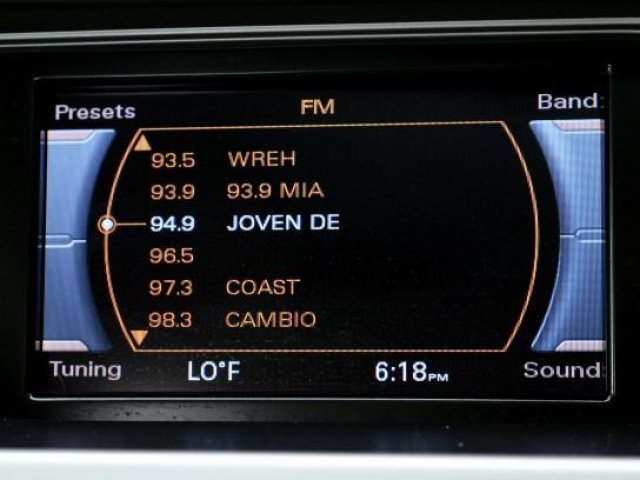 Presets FM Band
93.5 WREH
93.9 93.9 MIA
94.9 JOVEN DE
96.5
97.3 COAST
98.3 CAMBIO
Tuning LO°F 6:18PM Sound